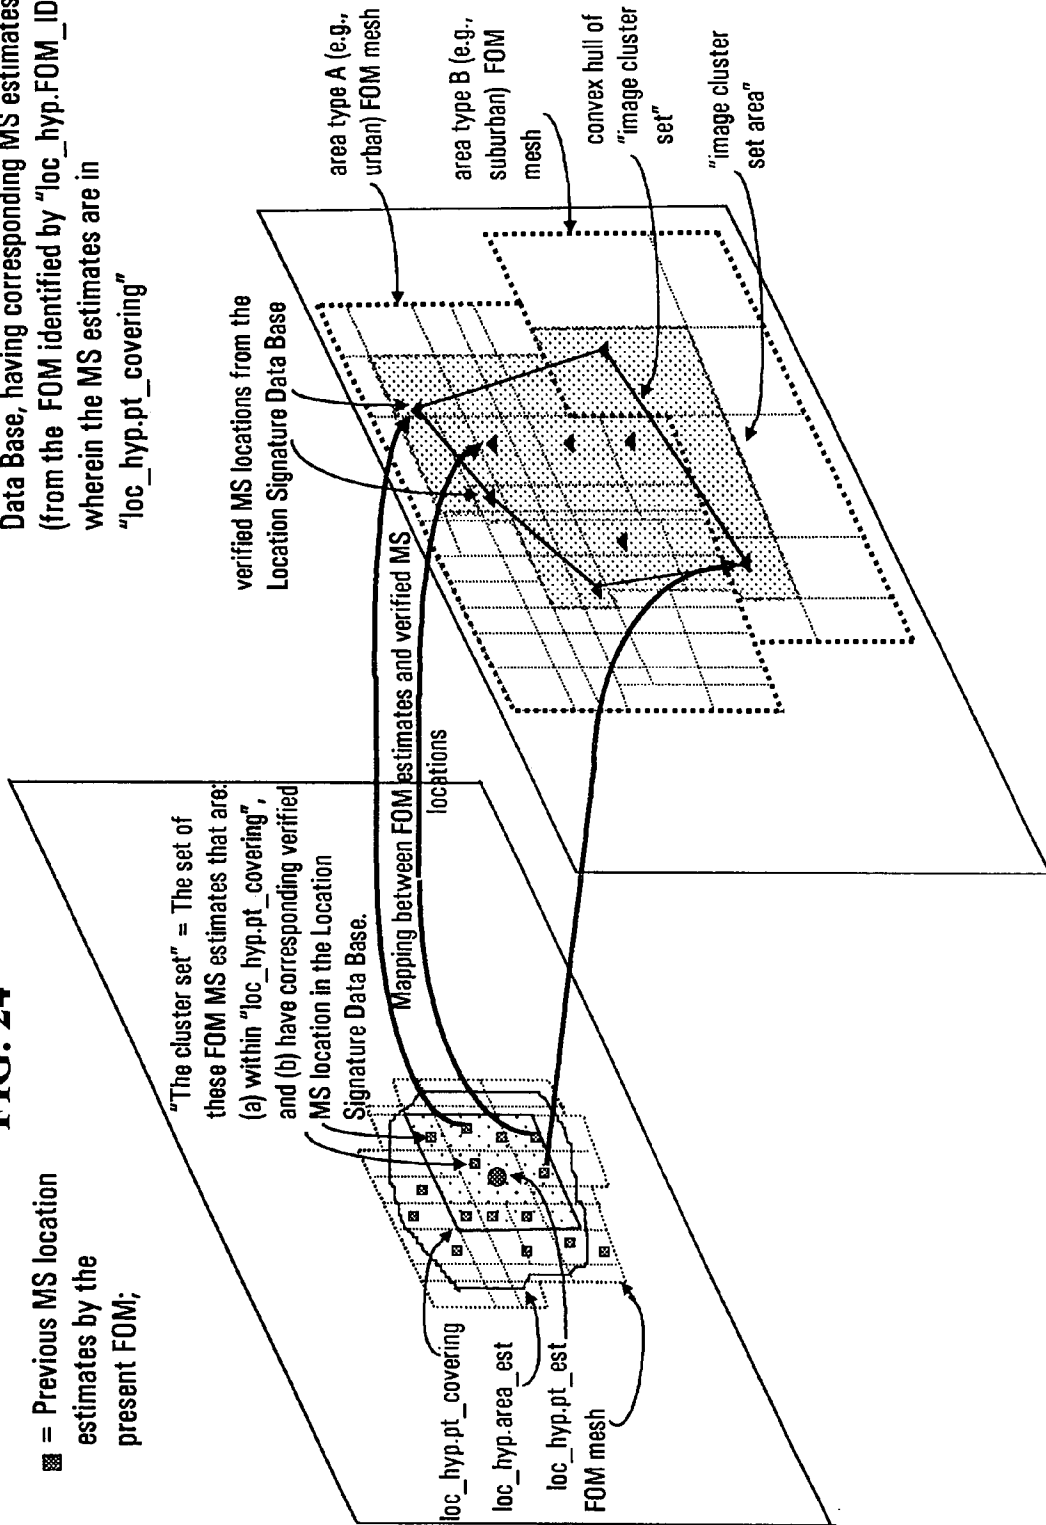 FIG. 24
= Previous MS location
estimates by the
present FOM;
Data Base, having corresponding MS estimates
(from the FOM identified by "loc_hyp.FOM_ID
wherein the MS estimates are in
"loc_hyp.pt_covering"
"The cluster set" = The set of
these FOM MS estimates that are:
(a) within "loc_hyp.pt_covering",
and (b) have corresponding verified
MS location in the Location
Signature Data Base.
Mapping between FOM estimates and verified MS
locations
verified MS locations from the
Location Signature Data Base
area type A (e.g.,
urban) FOM mesh
area type B (e.g.,
suburban) FOM
mesh
convex hull of
"image cluster
set"
"image cluster
set area"
loc_hyp.pt_covering
loc_hyp.area_est
loc_hyp.pt_est
FOM mesh